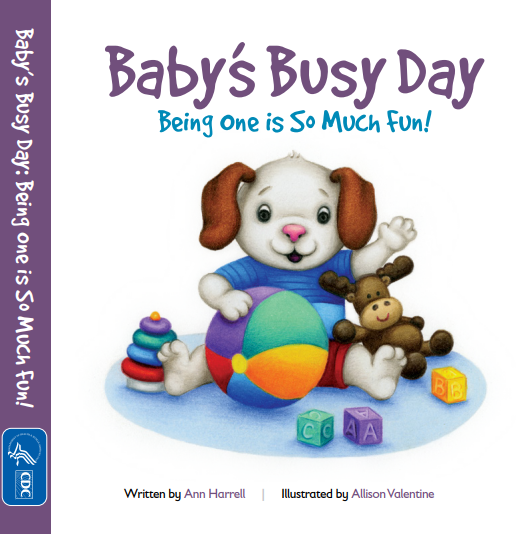 Baby's Busy Day: Being one is So Much Fun!
CDC
Baby's Busy Day
Being One is So Much Fun!
B B
C C A A
Written by Ann Harrell | Illustrated by Allison Valentine